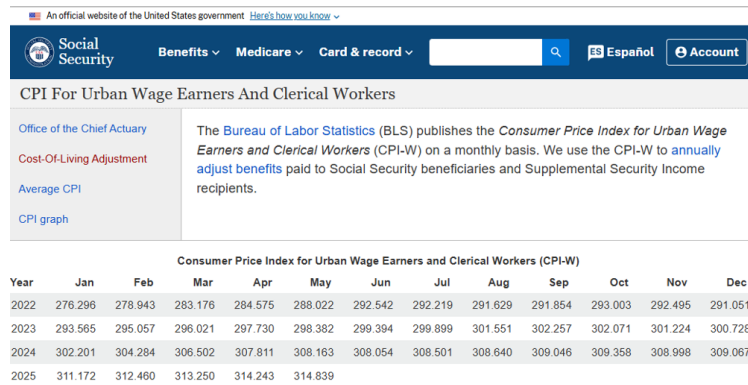 An official website of the United States government Here's how you know
Social
Security
Benefits Medicare Card & record
ES Español
Account
CPI For Urban Wage Earners And Clerical Workers
Office of the Chief Actuary
Cost-Of-Living Adjustment
Average CPI
CPI graph
The Bureau of Labor Statistics (BLS) publishes the Consumer Price Index for Urban Wage
Earners and Clerical Workers (CPI-W) on a monthly basis. We use the CPI-W to annually
adjust benefits paid to Social Security beneficiaries and Supplemental Security Income
recipients.
Consumer Price Index for Urban Wage Earners and Clerical Workers (CPI-W)
Year Jan Feb Mar Apr May Jun Jul Aug Sep Oct Nov Dec
2022 276.296 278.943 283.176 284.575 288.022 292.542 292.219 291.629 291.854 293.003 292.495 291.051
2023 293.565 295.057 296.021 297.730 298.382 299.394 299.899 301.551 302.257 302.071 301.224 300.728
2024 302.201 304.284 306.502 307.811 308.163 308.054 308.501 308.640 309.046 309.358 308.998 309.067
2025 311.172 312.460 313.250 314.243 314.839